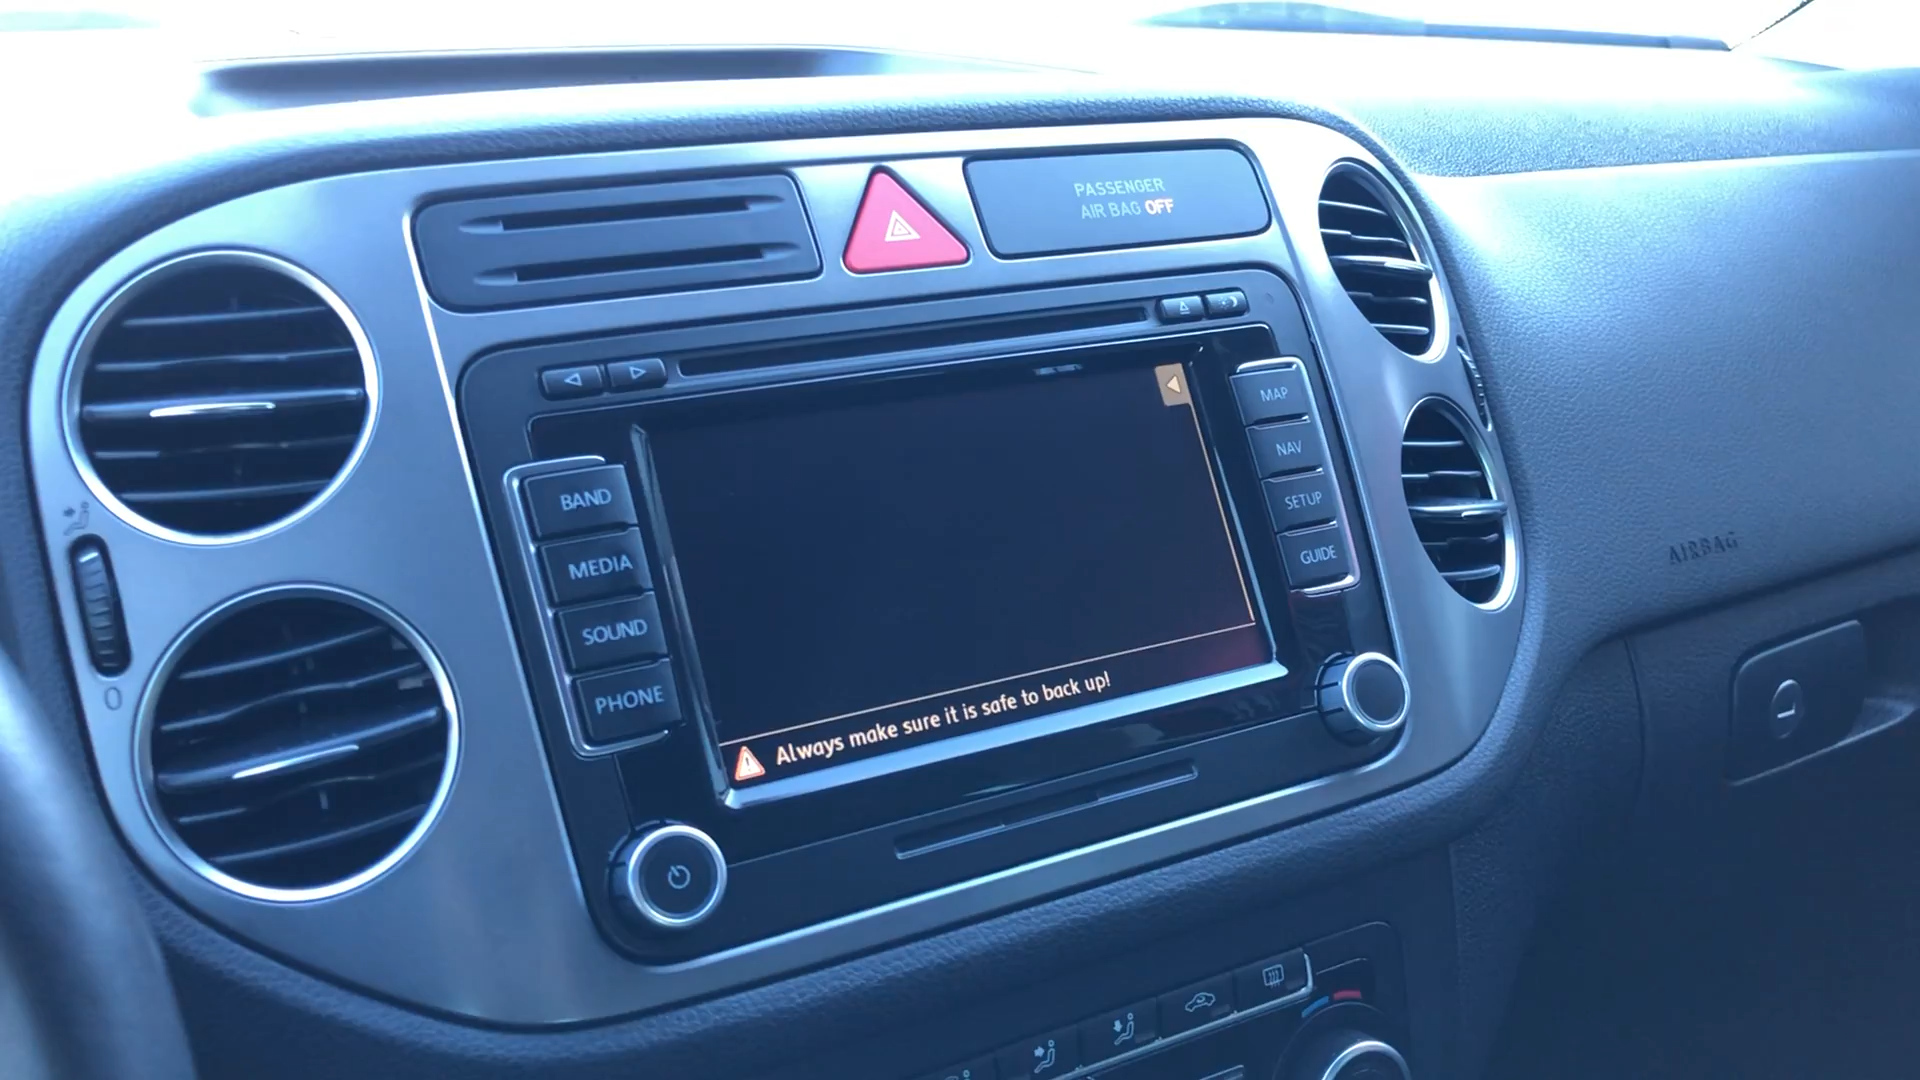 PASSENGER
AIR BAG OFF
BAND
MEDIA
SOUND
PHONE
MAP
NAV
SETUP
GUIDE
Always make sure it is safe to back up!
AIRBAG
0